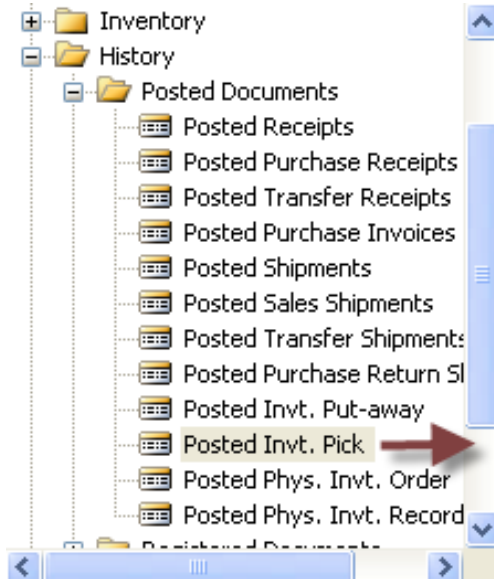 Inventory
History
Posted Documents
Posted Receipts
Posted Purchase Receipts
Posted Transfer Receipts
Posted Purchase Invoices
Posted Shipments
Posted Sales Shipments
Posted Transfer Shipments
Posted Purchase Return
Posted Invt. Put-away
Posted Invt. Pick
Posted Phys. Invt. Order
Posted Phys. Invt. Record
Registered Documents